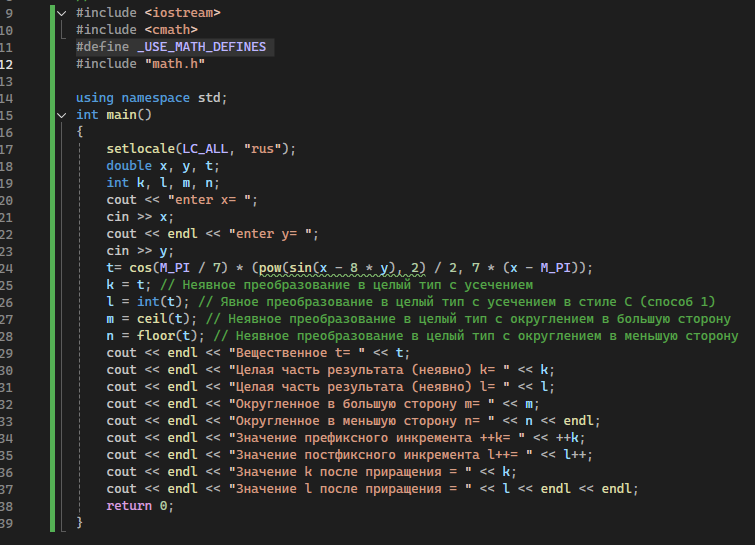 9 #include <iostream>
10 #include <cmath>
11 #define _USE_MATH_DEFINES
12 #include "math.h"
13
14 using namespace std;
15 int main()
16 {
17 setlocale(LC_ALL, "rus");
18 double x, y, t;
19 int k, l, m, n;
20 cout << "enter x= ";
21 cin >> x;
22 cout << endl << "enter y= ";
23 cin >> y;
24 t= cos(M_PI / 7) * (pow(sin(x - 8 * y), 2) / 2, 7 * (x - M_PI));
25 k = t; // Неявное преобразование в целый тип с усечением
26 l = int(t); // Явное преобразование в целый тип с усечением в стиле С (способ 1)
27 m = ceil(t); // Неявное преобразование в целый тип с округлением в большую сторону
28 n = floor(t); // Неявное преобразование в целый тип с округлением в меньшую сторону
29 cout << endl << "Вещественное t= " << t;
30 cout << endl << "Целая часть результата (неявно) k= " << k;
31 cout << endl << "Целая часть результата (неявно) l= " << l;
32 cout << endl << "Округленное в большую сторону m= " << m;
33 cout << endl << "Округленное в меньшую сторону n= " << n << endl;
34 cout << endl << "Значение префиксного инкремента ++k= " << ++k;
35 cout << endl << "Значение постфиксного инкремента l++= " << l++;
36 cout << endl << "Значение k после приращения = " << k;
37 cout << endl << "Значение l после приращения = " << l << endl << endl;
38 return 0;
39 }